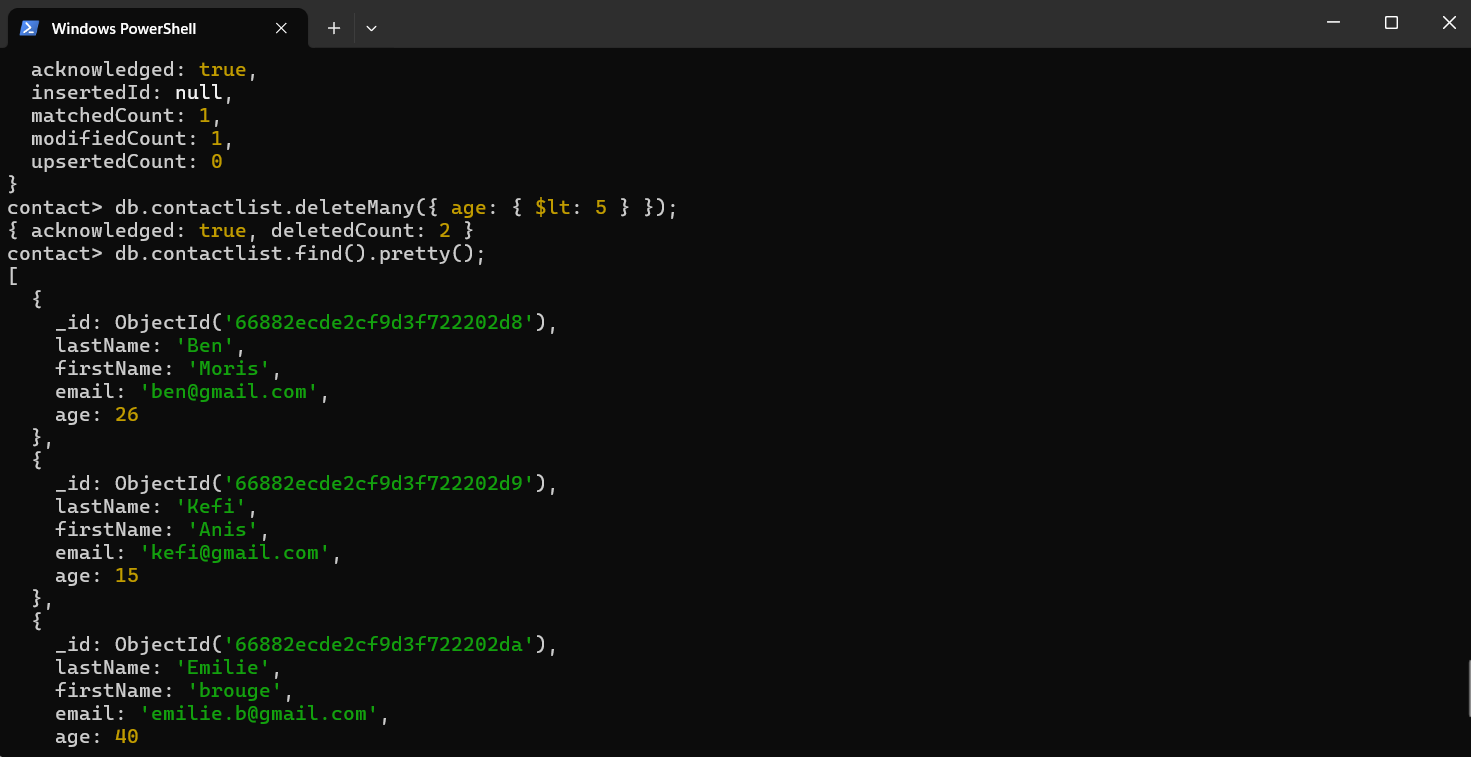 Windows PowerShell
  acknowledged: true,
  insertedId: null,
  matchedCount: 1,
  modifiedCount: 1,
  upsertedCount: 0
}
contact> db.contactlist.deleteMany({ age: { $lt: 5 } });
{ acknowledged: true, deletedCount: 2 }
contact> db.contactlist.find().pretty();
[
  {
    _id: ObjectId('66882ecde2cf9d3f722202d8'),
    lastName: 'Ben',
    firstName: 'Moris',
    email: 'ben@gmail.com',
    age: 26
  },
  {
    _id: ObjectId('66882ecde2cf9d3f722202d9'),
    lastName: 'Kefi',
    firstName: 'Anis',
    email: 'kefi@gmail.com',
    age: 15
  },
  {
    _id: ObjectId('66882ecde2cf9d3f722202da'),
    lastName: 'Emilie',
    firstName: 'brouge',
    email: 'emilie.b@gmail.com',
    age: 40